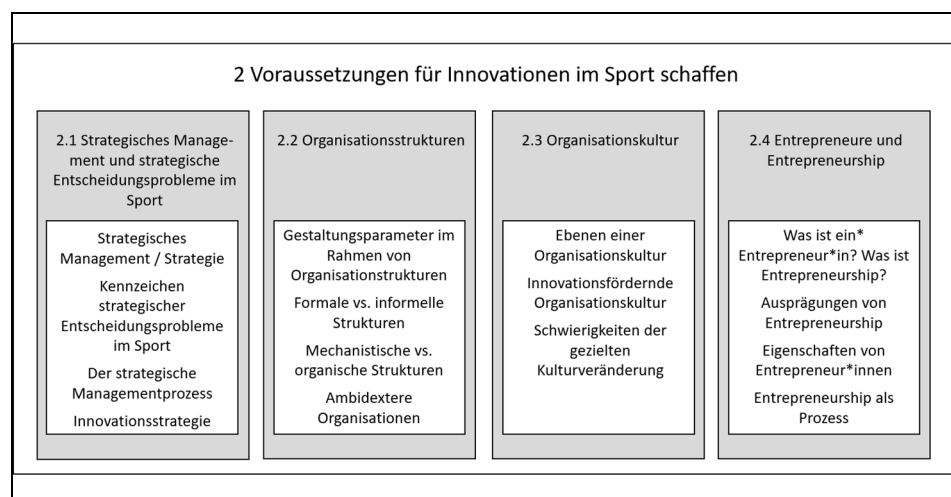 2 Voraussetzungen für Innovationen im Sport schaffen
2.1 Strategisches Manage-
ment und strategische
Entscheidungsprobleme im
Sport
Strategisches
Management / Strategie
Kennzeichen
strategischer
Entscheidungsprobleme
im Sport
Der strategische
Managementprozess
Innovationsstrategie
2.2 Organisationsstrukturen
Gestaltungsparameter im
Rahmen von
Organisationstrukturen
Formale vs. informelle
Strukturen
Mechanistische vs.
organische Strukturen
Ambidextere
Organisationen
2.3 Organisationskultur
Ebenen einer
Organisationskultur
Innovationsfördernde
Organisationskultur
Schwierigkeiten der
gezielten
Kulturveränderung
2.4 Entrepreneure und
Entrepreneurship
Was ist ein*
Entrepreneur*in? Was ist
Entrepreneurship?
Ausprägungen von
Entrepreneurship
Eigenschaften von
Entrepreneur*innen
Entrepreneurship als
Prozess